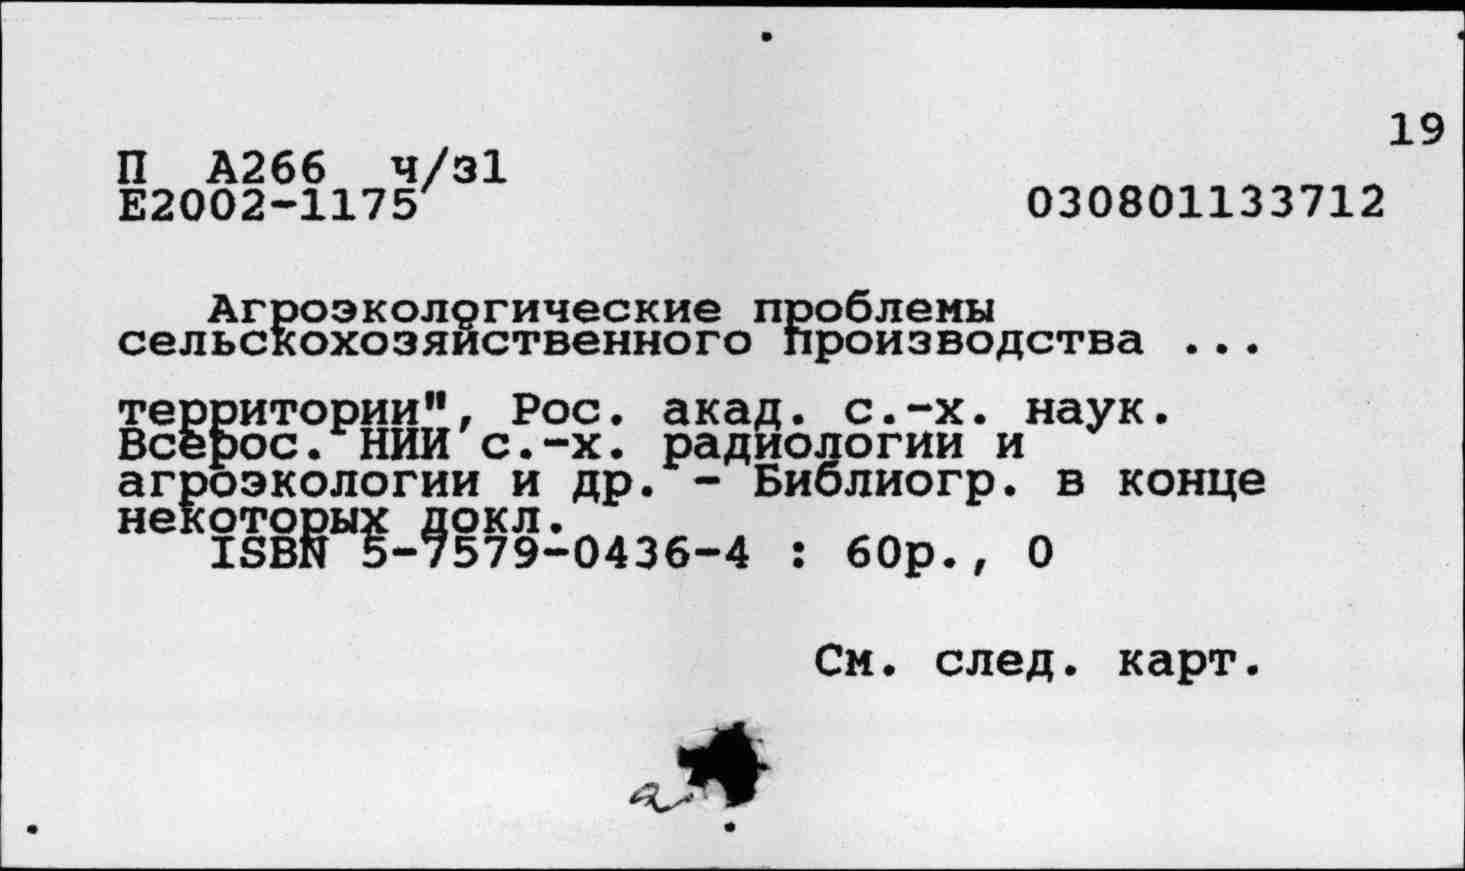 19
П А266 ч/з1
Е2002-1175 030801133712
Агроэкологические проблемы
сельскохозяйственного производства ...
территории", Рос. акад. с.-х. наук.
Всерос. НИИ с.-х. радиологии и
агроэкологии и др. - Библиогр. в конце
некоторых докл.
ISBN 5-7579-0436-4 : 60р., 0
См. след. карт.